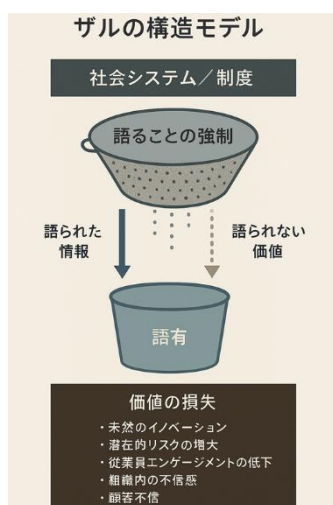 ザルの構造モデル
社会システム／制度
語ることの強制
語られた
情報
語られない
価値
語有
価値の損失
・未然のイノベーション
・潜在的リスクの増大
・従業員エンゲージメントの低下
・組織内の不信感